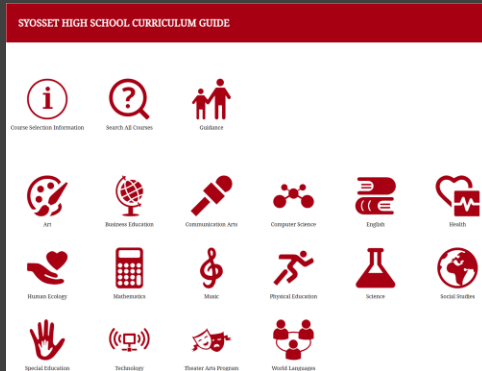 SYOSSET HIGH SCHOOL CURRICULUM GUIDE
Course Selection Information Search All Courses Guidance
Art Business Education Communication Arts Computer Science English Health
Human Ecology Mathematics Music Physical Education Science Social Studies
Special Education Technology Theater Arts Program World Languages